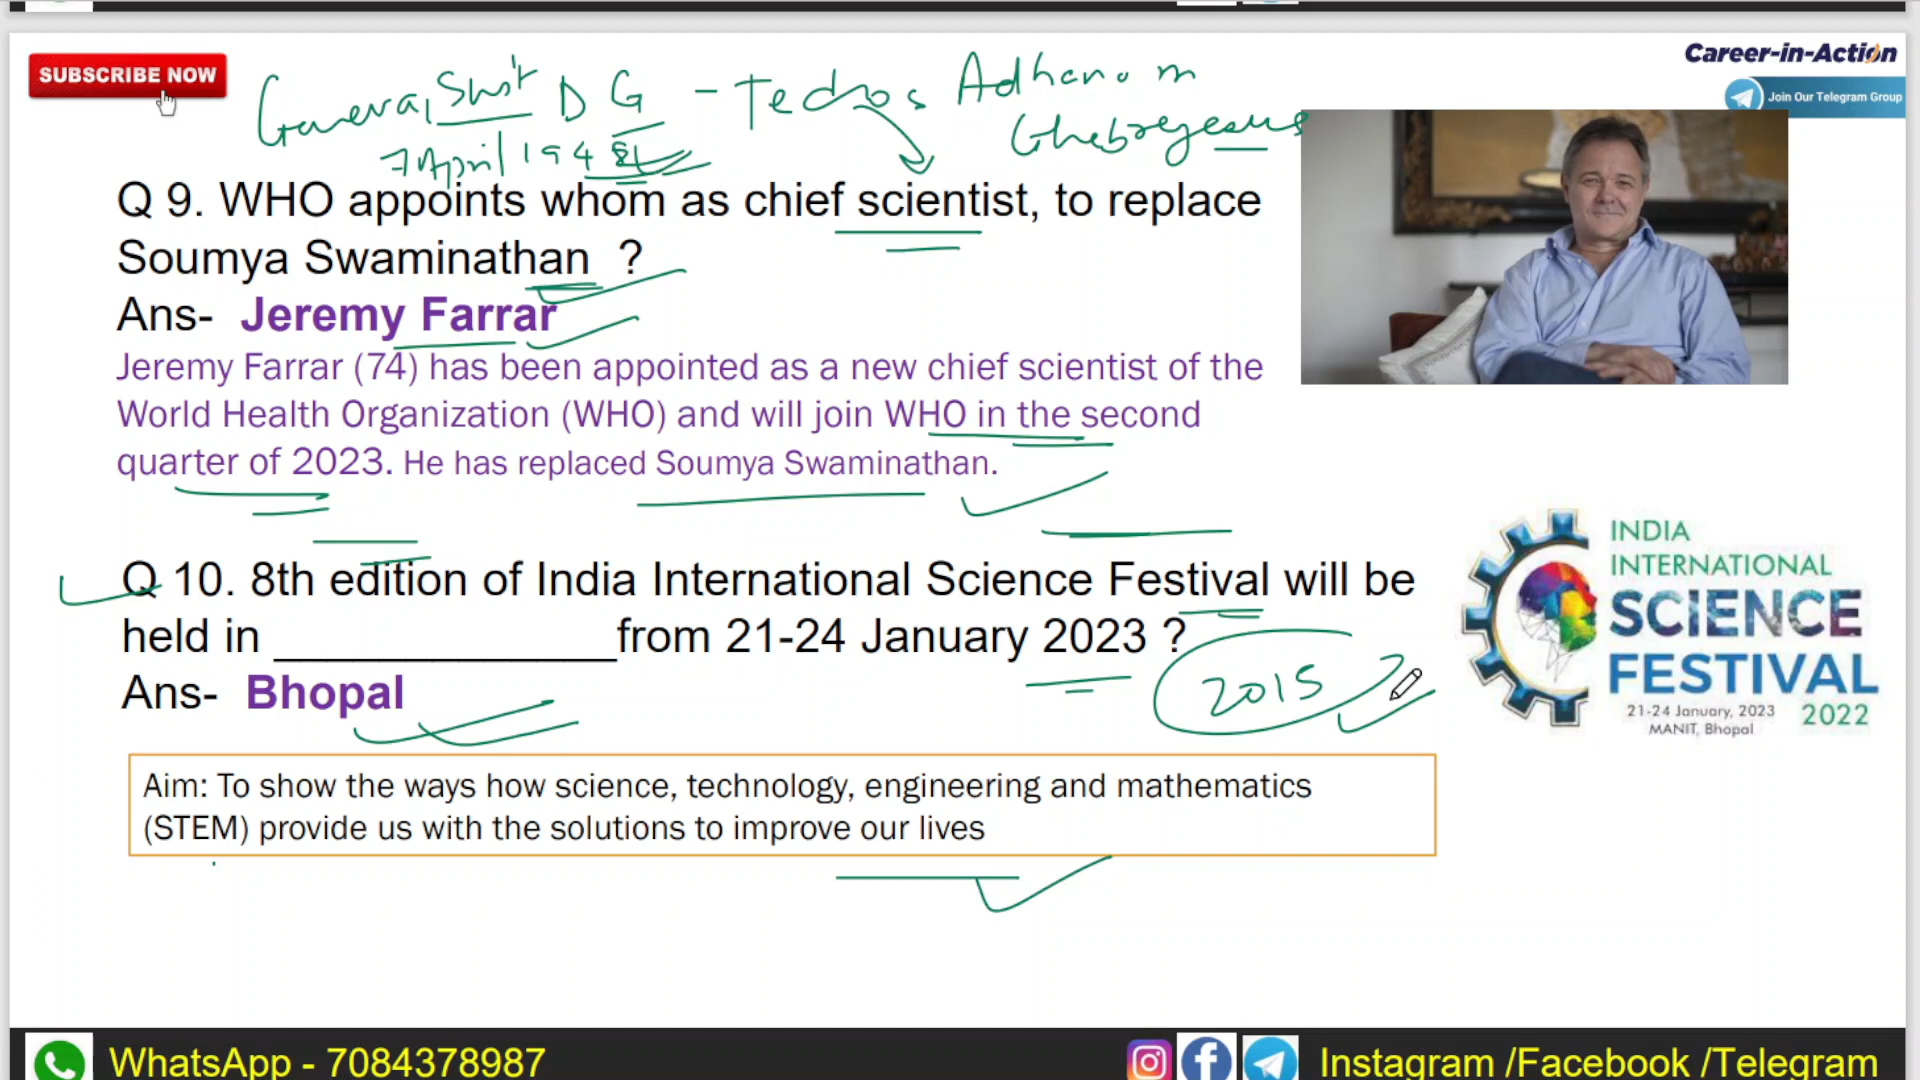 SUBSCRIBE NOW
Career-in-Action
Join Our Telegram Group
DG - Tedros Adhanom
Ghebreyesus
7 April 1948
Q 9. WHO appoints whom as chief scientist, to replace
Soumya Swaminathan ?
Ans- Jeremy Farrar
Jeremy Farrar (74) has been appointed as a new chief scientist of the
World Health Organization (WHO) and will join WHO in the second
quarter of 2023. He has replaced Soumya Swaminathan.
Q 10. 8th edition of India International Science Festival will be
held in _____________from 21-24 January 2023 ?
Ans- Bhopal
2015
INDIA
INTERNATIONAL
SCIENCE
FESTIVAL
21-24 January, 2023
MANIT, Bhopal
2022
Aim: To show the ways how science, technology, engineering and mathematics
(STEM) provide us with the solutions to improve our lives
WhatsApp - 7084378987
Instagram /Facebook /Telegram